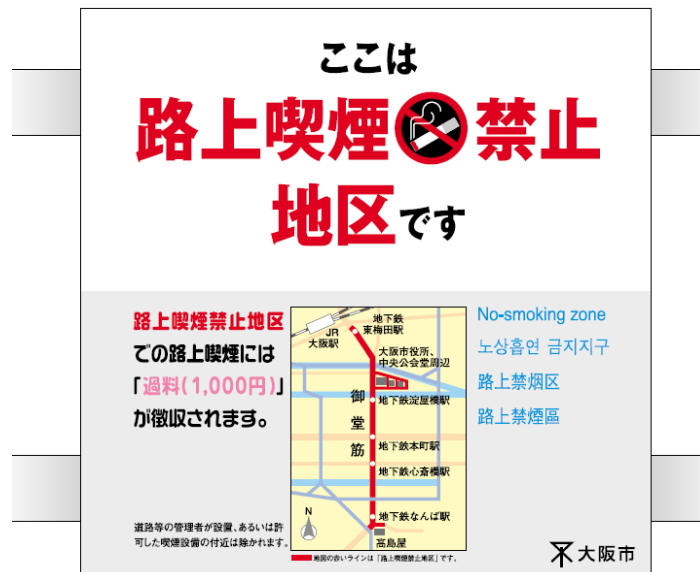 ここは
路上喫煙禁止
地区です
路上喫煙禁止地区
での路上喫煙には
「過料(1,000円)」
が徴収されます。
道路等の管理者が設置、あるいは許
可した喫煙設備の付近は除かれます。
地下鉄
東梅田駅
JR
大阪駅
大阪市役所、
中央公会堂周辺
地下鉄淀屋橋駅
御堂筋
地下鉄本町駅
地下鉄心斎橋駅
地下鉄なんば駅
N
高島屋
地図の赤いラインは「路上喫煙禁止地区」です。
No-smoking zone
노상흡연 금지지구
路上禁烟区
路上禁煙區
大阪市